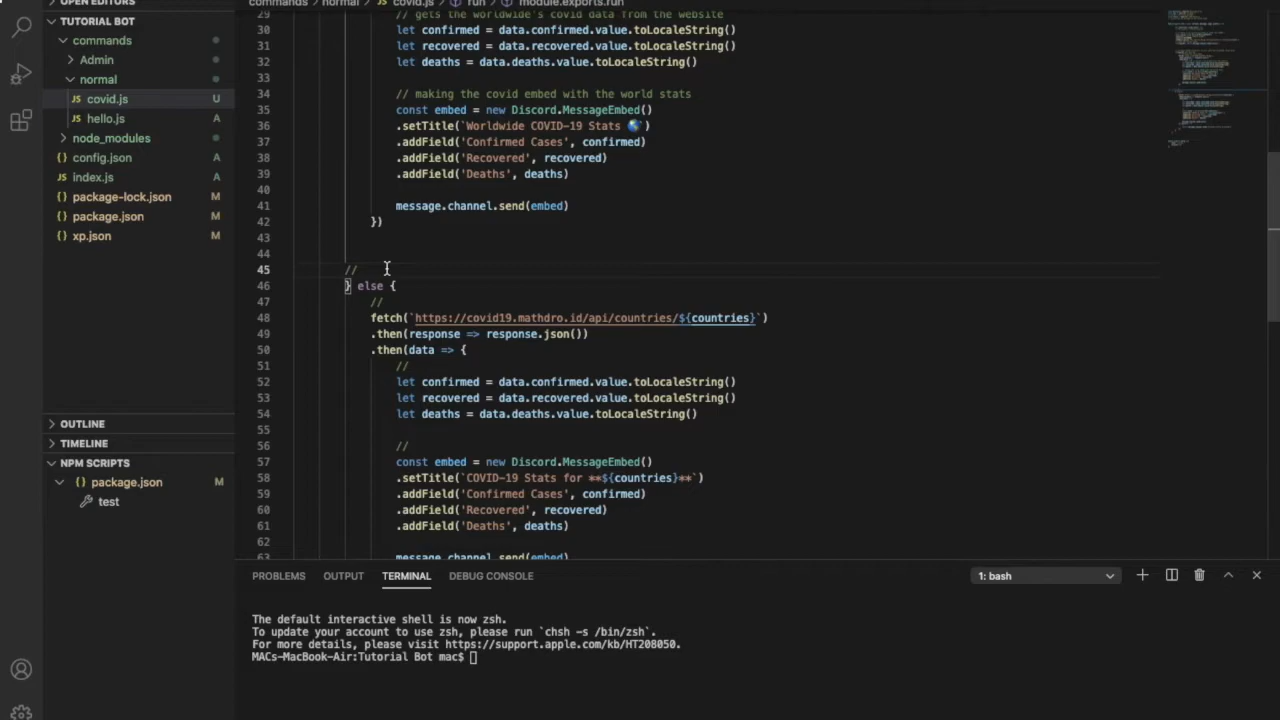 OPEN EDITORS
TUTORIAL BOT
commands
Admin
normal
JS covid.js U
JS hello.js A
node_modules
{} config.json A
JS index.js A
{} package-lock.json M
{} package.json M
{} xp.json M
OUTLINE
TIMELINE
NPM SCRIPTS
{} package.json M
test
commands > normal > JS covid.js > run > module.exports.run
29 // gets the worldwide's covid data from the website
30 let confirmed = data.confirmed.value.toLocaleString()
31 let recovered = data.recovered.value.toLocaleString()
32 let deaths = data.deaths.value.toLocaleString()
33
34 // making the covid embed with the world stats
35 const embed = new Discord.MessageEmbed()
36 .setTitle(`Worldwide COVID-19 Stats 🌎`)
37 .addField('Confirmed Cases', confirmed)
38 .addField('Recovered', recovered)
39 .addField('Deaths', deaths)
40
41 message.channel.send(embed)
42 })
43
44
45 //
46 } else {
47 //
48 fetch(`https://covid19.mathdro.id/api/countries/${countries}`)
49 .then(response => response.json())
50 .then(data => {
51 //
52 let confirmed = data.confirmed.value.toLocaleString()
53 let recovered = data.recovered.value.toLocaleString()
54 let deaths = data.deaths.value.toLocaleString()
55
56 //
57 const embed = new Discord.MessageEmbed()
58 .setTitle(`COVID-19 Stats for **${countries}**`)
59 .addField('Confirmed Cases', confirmed)
60 .addField('Recovered', recovered)
61 .addField('Deaths', deaths)
62
63 message.channel.send(embed)
PROBLEMS OUTPUT TERMINAL DEBUG CONSOLE 1: bash
The default interactive shell is now zsh.
To update your account to use zsh, please run `chsh -s /bin/zsh`.
For more details, please visit https://support.apple.com/kb/HT208050.
MACs-MacBook-Air:Tutorial Bot mac$